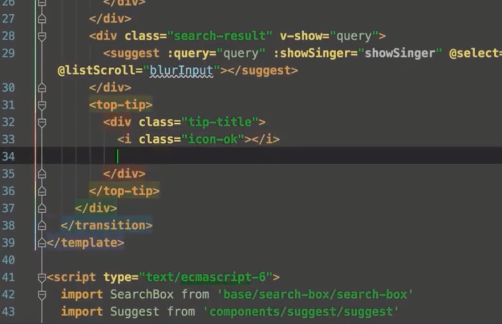 26 </div>
27 </div>
28 <div class="search-result" v-show="query">
29 <suggest :query="query" :showSinger="showSinger" @select=
@listScroll="blurInput"></suggest>
30 </div>
31 <top-tip>
32 <div class="tip-title">
33 <i class="icon-ok"></i>
34
35 </div>
36 </top-tip>
37 </div>
38 </transition>
39 </template>
40
41 <script type="text/ecmascript-6">
42 import SearchBox from 'base/search-box/search-box'
43 import Suggest from 'components/suggest/suggest'